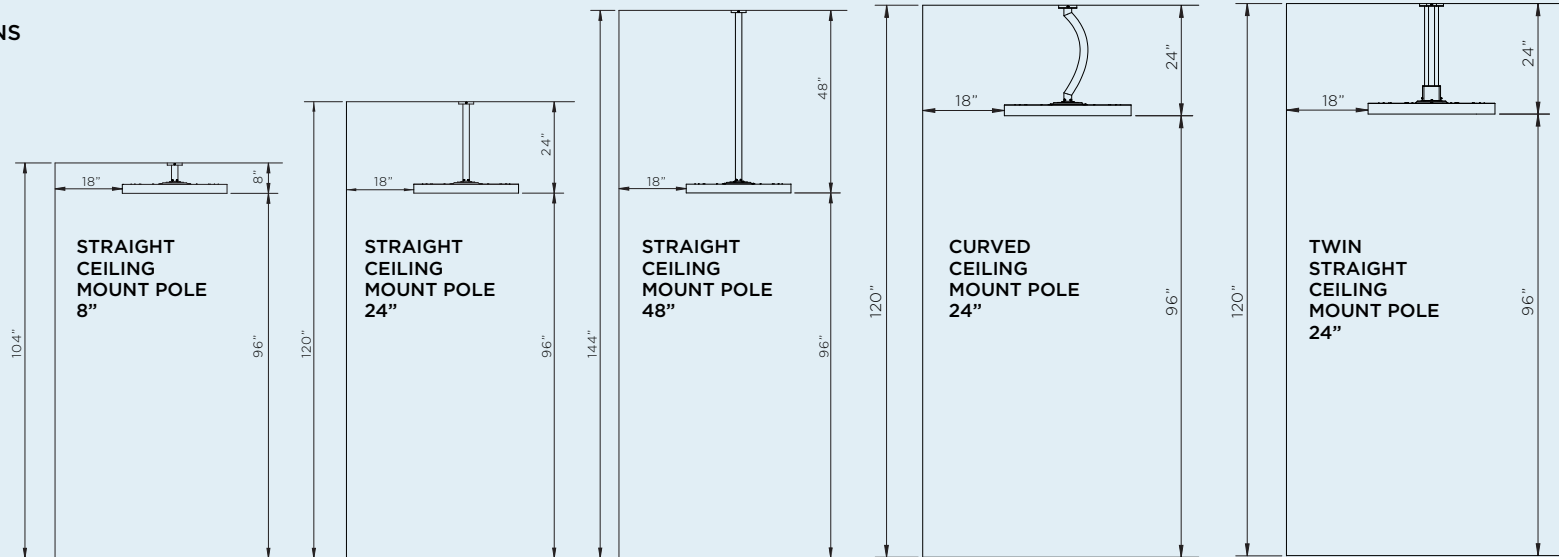 NS
104"
18"
8"
96"
STRAIGHT
CEILING
MOUNT POLE
8”
120"
18"
24"
96"
STRAIGHT
CEILING
MOUNT POLE
24”
144"
18"
48"
96"
STRAIGHT
CEILING
MOUNT POLE
48”
120"
18"
24"
96"
CURVED
CEILING
MOUNT POLE
24”
120"
18"
24"
96"
TWIN
STRAIGHT
CEILING
MOUNT POLE
24”